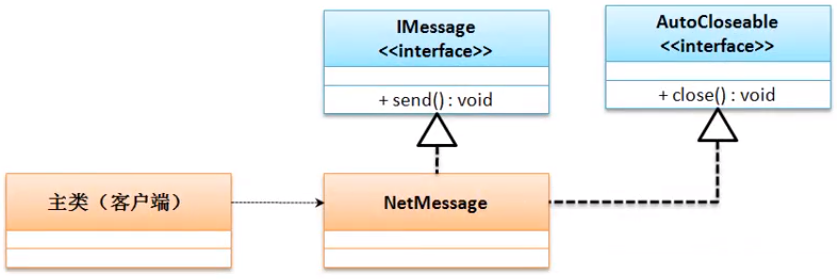 IMessage
<<interface>>
+ send() : void
AutoCloseable
<<interface>>
+ close() : void
主类（客户端）
NetMessage